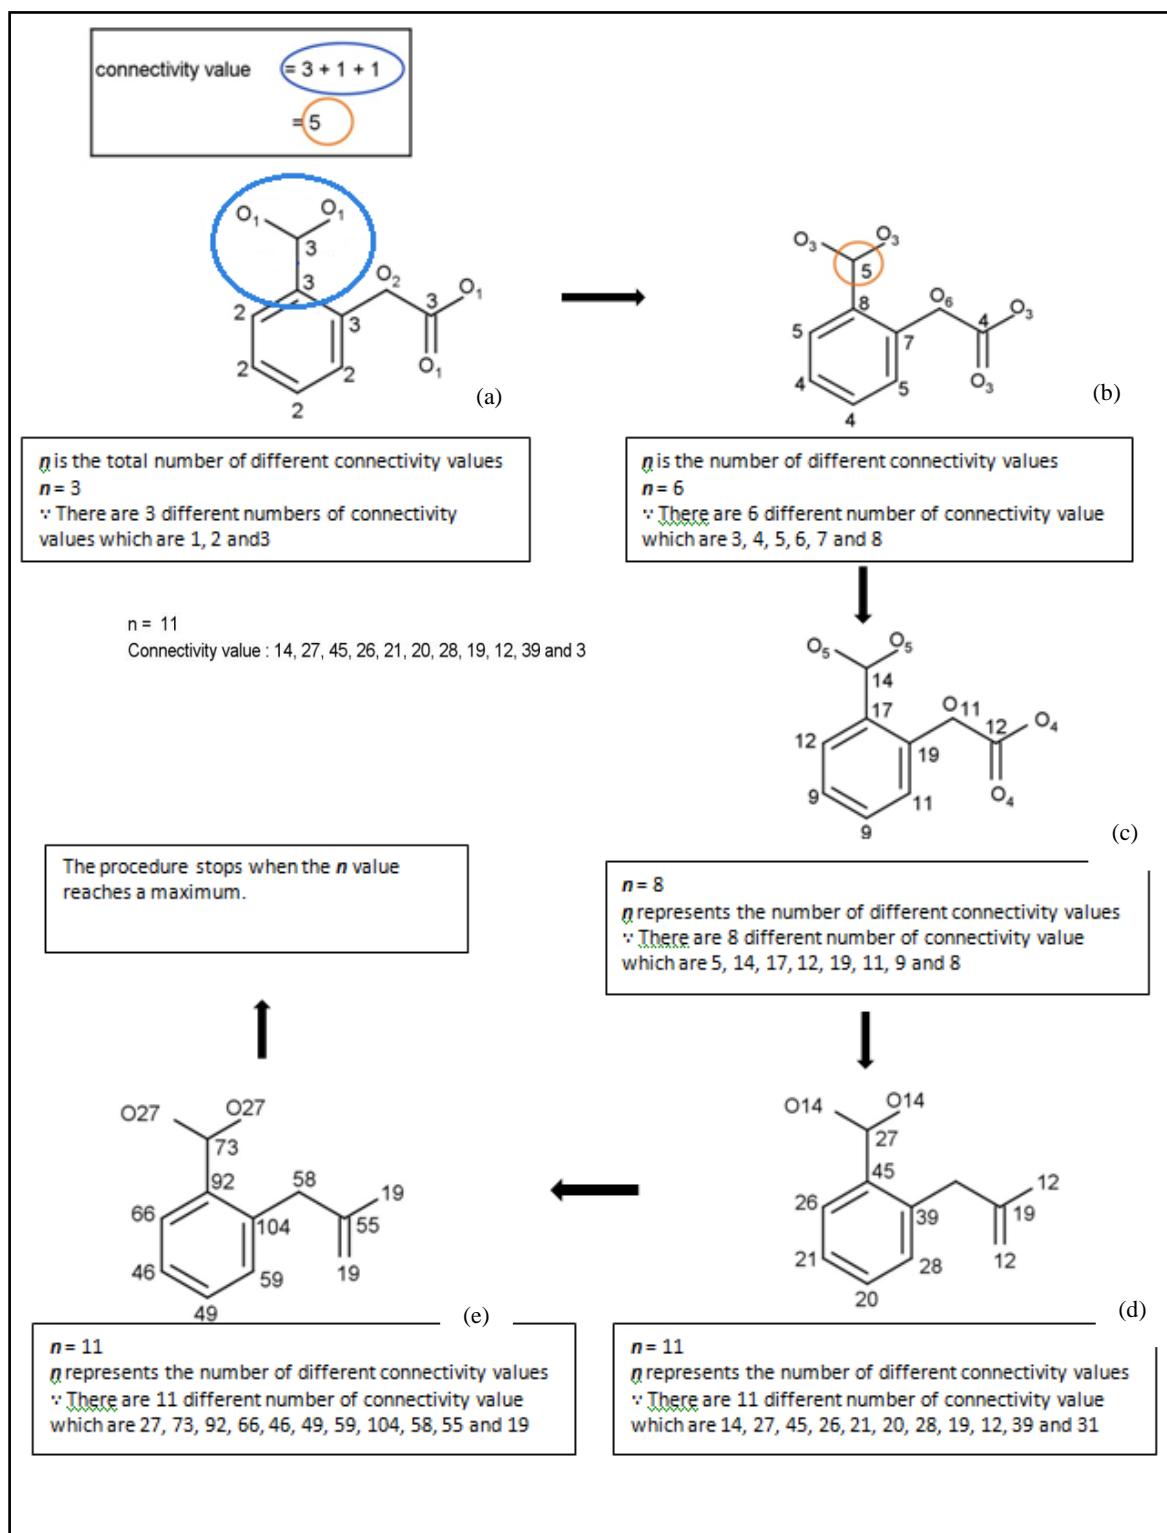 connectivity value = 3 + 1 + 1
= 5
O1 O1
3
3 O2 3 O1
2 3
2 2 O1
2
(a)
O3 O3
5
8 O6 4 O3
5 7
4 5 O3
4
(b)
n is the total number of different connectivity values
n = 3
∵ There are 3 different numbers of connectivity
values which are 1, 2 and3
n is the number of different connectivity values
n = 6
∵ There are 6 different number of connectivity value
which are 3, 4, 5, 6, 7 and 8
n = 11
Connectivity value : 14, 27, 45, 26, 21, 20, 28, 19, 12, 39 and 3
O5 O5
14
17 O11 12 O4
12 19
9 11 O4
9
(c)
The procedure stops when the n value
reaches a maximum.
n = 8
n represents the number of different connectivity values
∵ There are 8 different number of connectivity value
which are 5, 14, 17, 12, 19, 11, 9 and 8
O27 O27
73
92 58 19
66 104 55
46 59 19
49
(e)
O14 O14
27
45 12
26 39 19
21 28 12
20
(d)
n = 11
n represents the number of different connectivity values
∵ There are 11 different number of connectivity value
which are 27, 73, 92, 66, 46, 49, 59, 104, 58, 55 and 19
n = 11
n represents the number of different connectivity values
∵ There are 11 different number of connectivity value
which are 14, 27, 45, 26, 21, 20, 28, 19, 12, 39 and 31